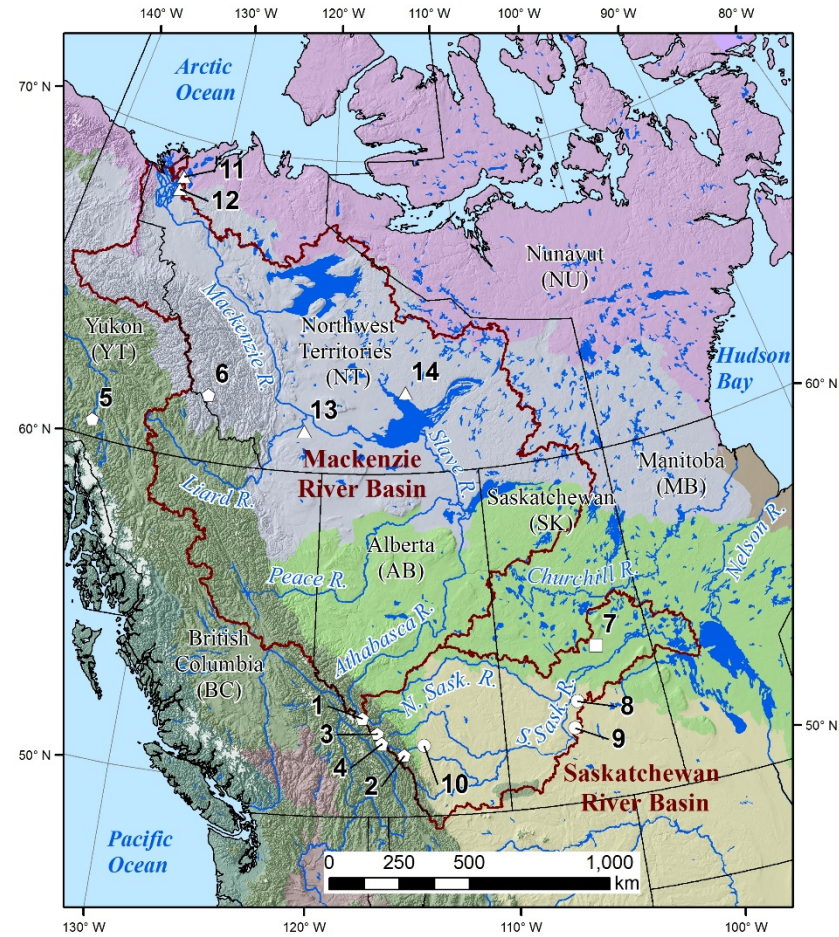 140° W
130° W
120° W
110° W
100° W
90° W
80° W
70° N
60° N
50° N
60° N
50° N
130° W
120° W
110° W
100° W
Arctic
Ocean
11
12
Nunavut
(NU)
Mackenzie R.
Northwest
Territories
(NT)
Yukon
(YT)
Hudson
Bay
5
6
14
13
Mackenzie
River Basin
Slave R.
Liard R.
Manitoba
(MB)
Saskatchewan
(SK)
Nelson R.
Alberta
(AB)
Peace R.
Churchill R.
Athabasca R.
7
British
Columbia
(BC)
N. Sask. R.
S. Sask. R.
1
3
4
2
10
8
9
Saskatchewan
River Basin
Pacific
Ocean
0 250 500 1,000
km